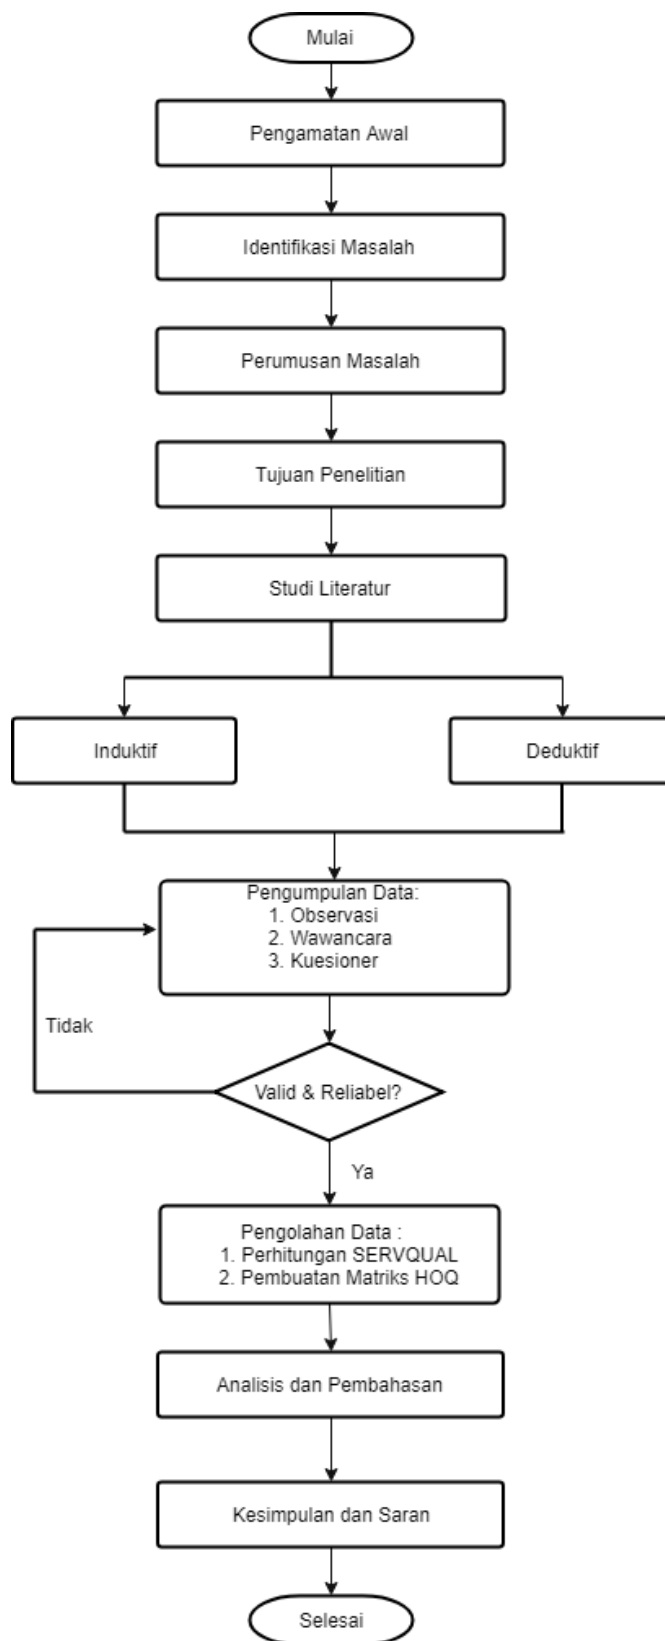 Mulai
Pengamatan Awal
Identifikasi Masalah
Perumusan Masalah
Tujuan Penelitian
Studi Literatur
Induktif
Deduktif
Pengumpulan Data:
1. Observasi
2. Wawancara
3. Kuesioner
Tidak
Valid & Reliabel?
Ya
Pengolahan Data :
1. Perhitungan SERVQUAL
2. Pembuatan Matriks HOQ
Analisis dan Pembahasan
Kesimpulan dan Saran
Selesai